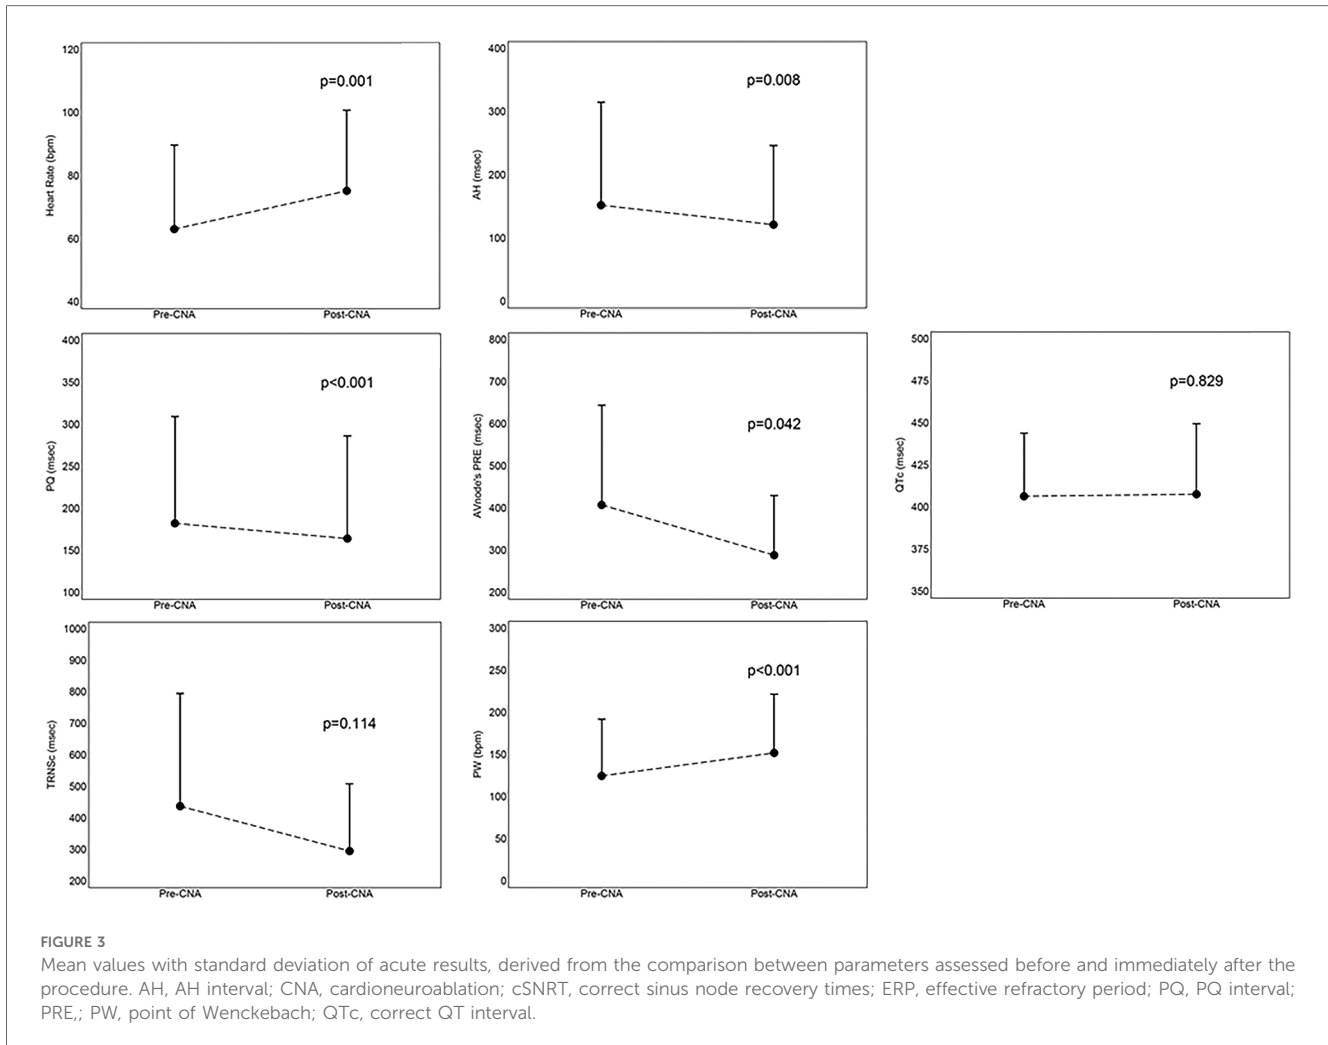 120
100
80
60
40
Heart Rate (bpm)
p=0.001
Pre-CNA
Post-CNA
400
300
200
100
0
AH (msec)
p=0.008
Pre-CNA
Post-CNA
400
350
300
250
200
150
100
PQ (msec)
p<0.001
Pre-CNA
Post-CNA
800
700
600
500
400
300
200
AVnode's PRE (msec)
p=0.042
Pre-CNA
Post-CNA
500
475
450
425
400
375
350
QTc (msec)
p=0.829
Pre-CNA
Post-CNA
1000
900
800
700
600
500
400
300
200
TRNSc (msec)
p=0.114
Pre-CNA
Post-CNA
300
250
200
150
100
50
0
PW (bpm)
p<0.001
Pre-CNA
Post-CNA
FIGURE 3
Mean values with standard deviation of acute results, derived from the comparison between parameters assessed before and immediately after the
procedure. AH, AH interval; CNA, cardioneuroablation; cSNRT, correct sinus node recovery times; ERP, effective refractory period; PQ, PQ interval;
PRE,; PW, point of Wenckebach; QTc, correct QT interval.